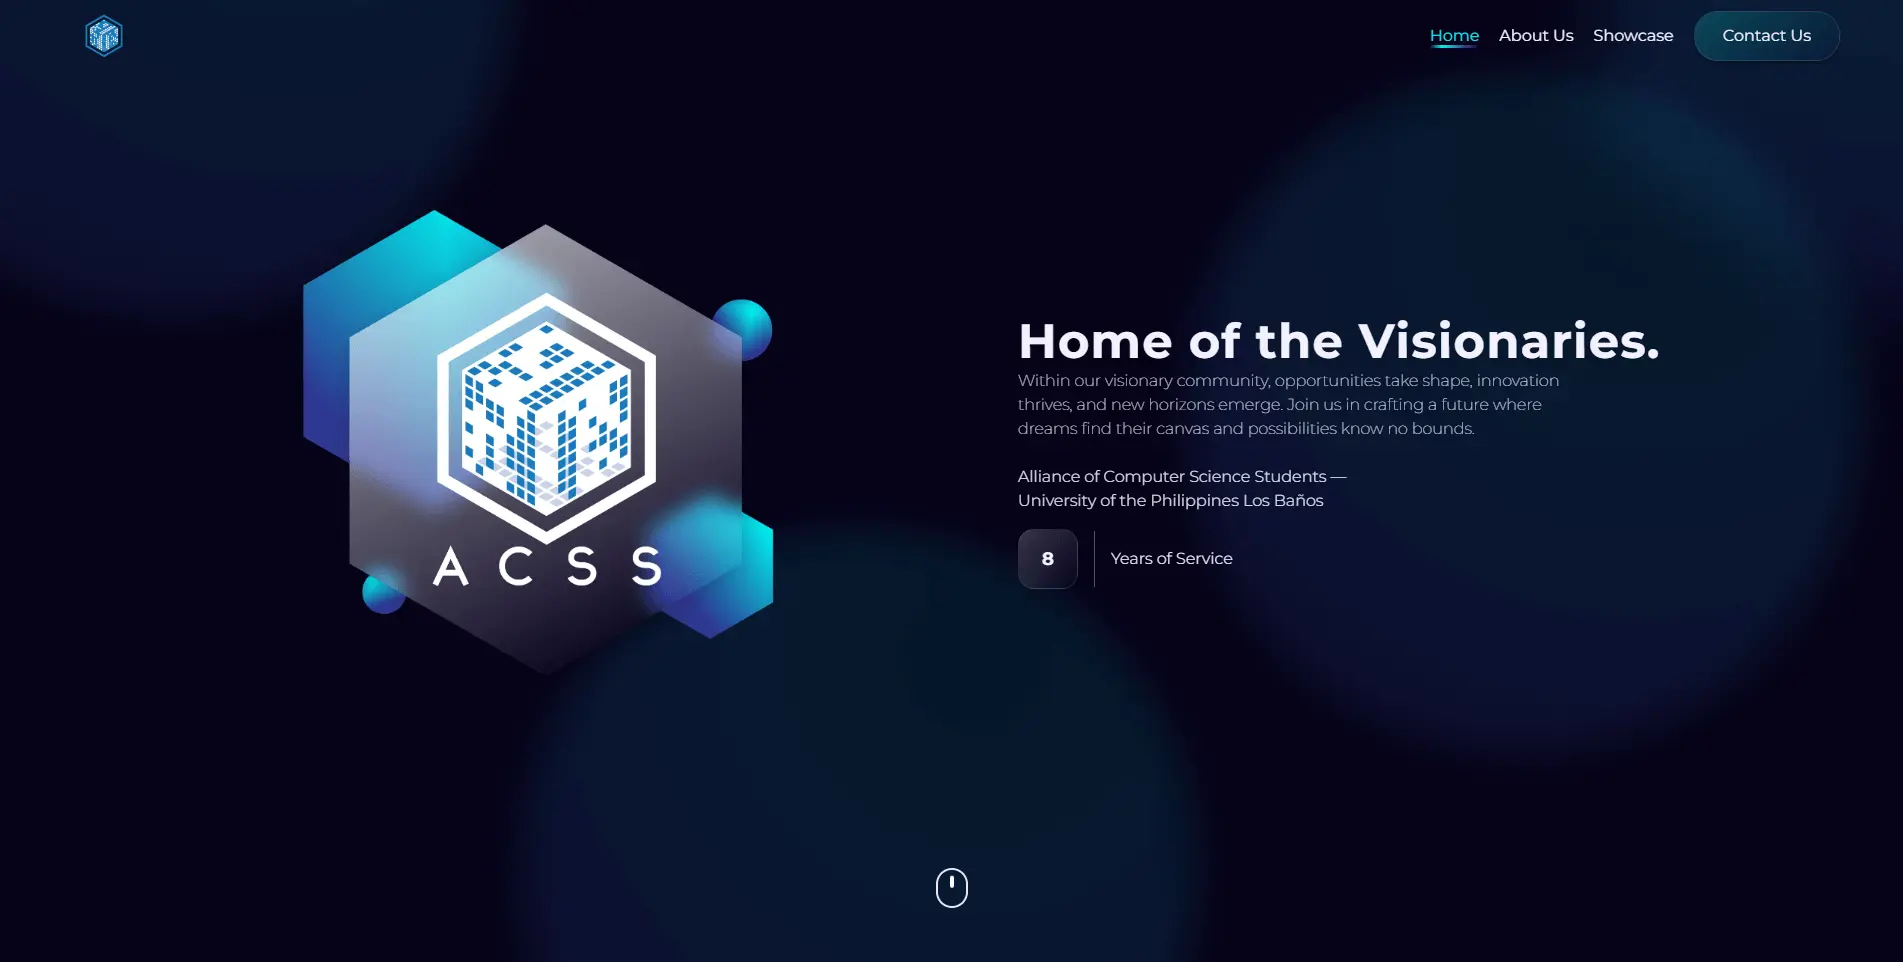 Home About Us Showcase Contact Us
A C S S
Home of the Visionaries.
Within our visionary community, opportunities take shape, innovation
thrives, and new horizons emerge. Join us in crafting a future where
dreams find their canvas and possibilities know no bounds.
Alliance of Computer Science Students —
University of the Philippines Los Baños
8 Years of Service